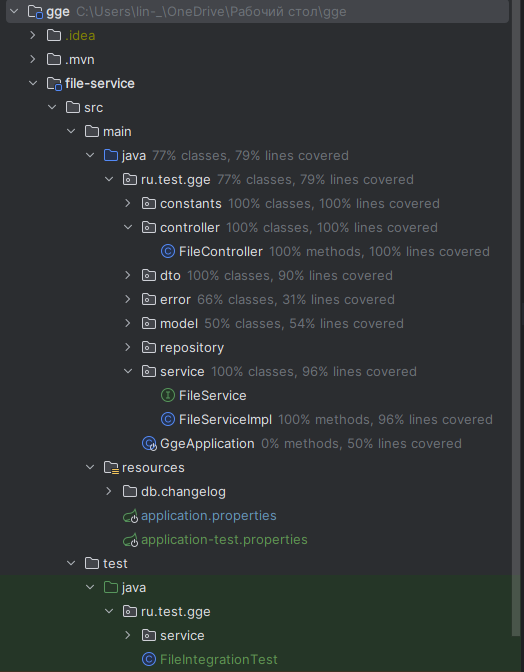 gge C:\Users\lin-_\OneDrive\Рабочий стол\gge
.idea
.mvn
file-service
src
main
java 77% classes, 79% lines covered
ru.test.gge 77% classes, 79% lines covered
constants 100% classes, 100% lines covered
controller 100% classes, 100% lines covered
FileController 100% methods, 100% lines covered
dto 100% classes, 90% lines covered
error 66% classes, 31% lines covered
model 50% classes, 54% lines covered
repository
service 100% classes, 96% lines covered
FileService
FileServiceImpl 100% methods, 96% lines covered
GgeApplication 0% methods, 50% lines covered
resources
db.changelog
application.properties
application-test.properties
test
java
ru.test.gge
service
FileIntegrationTest